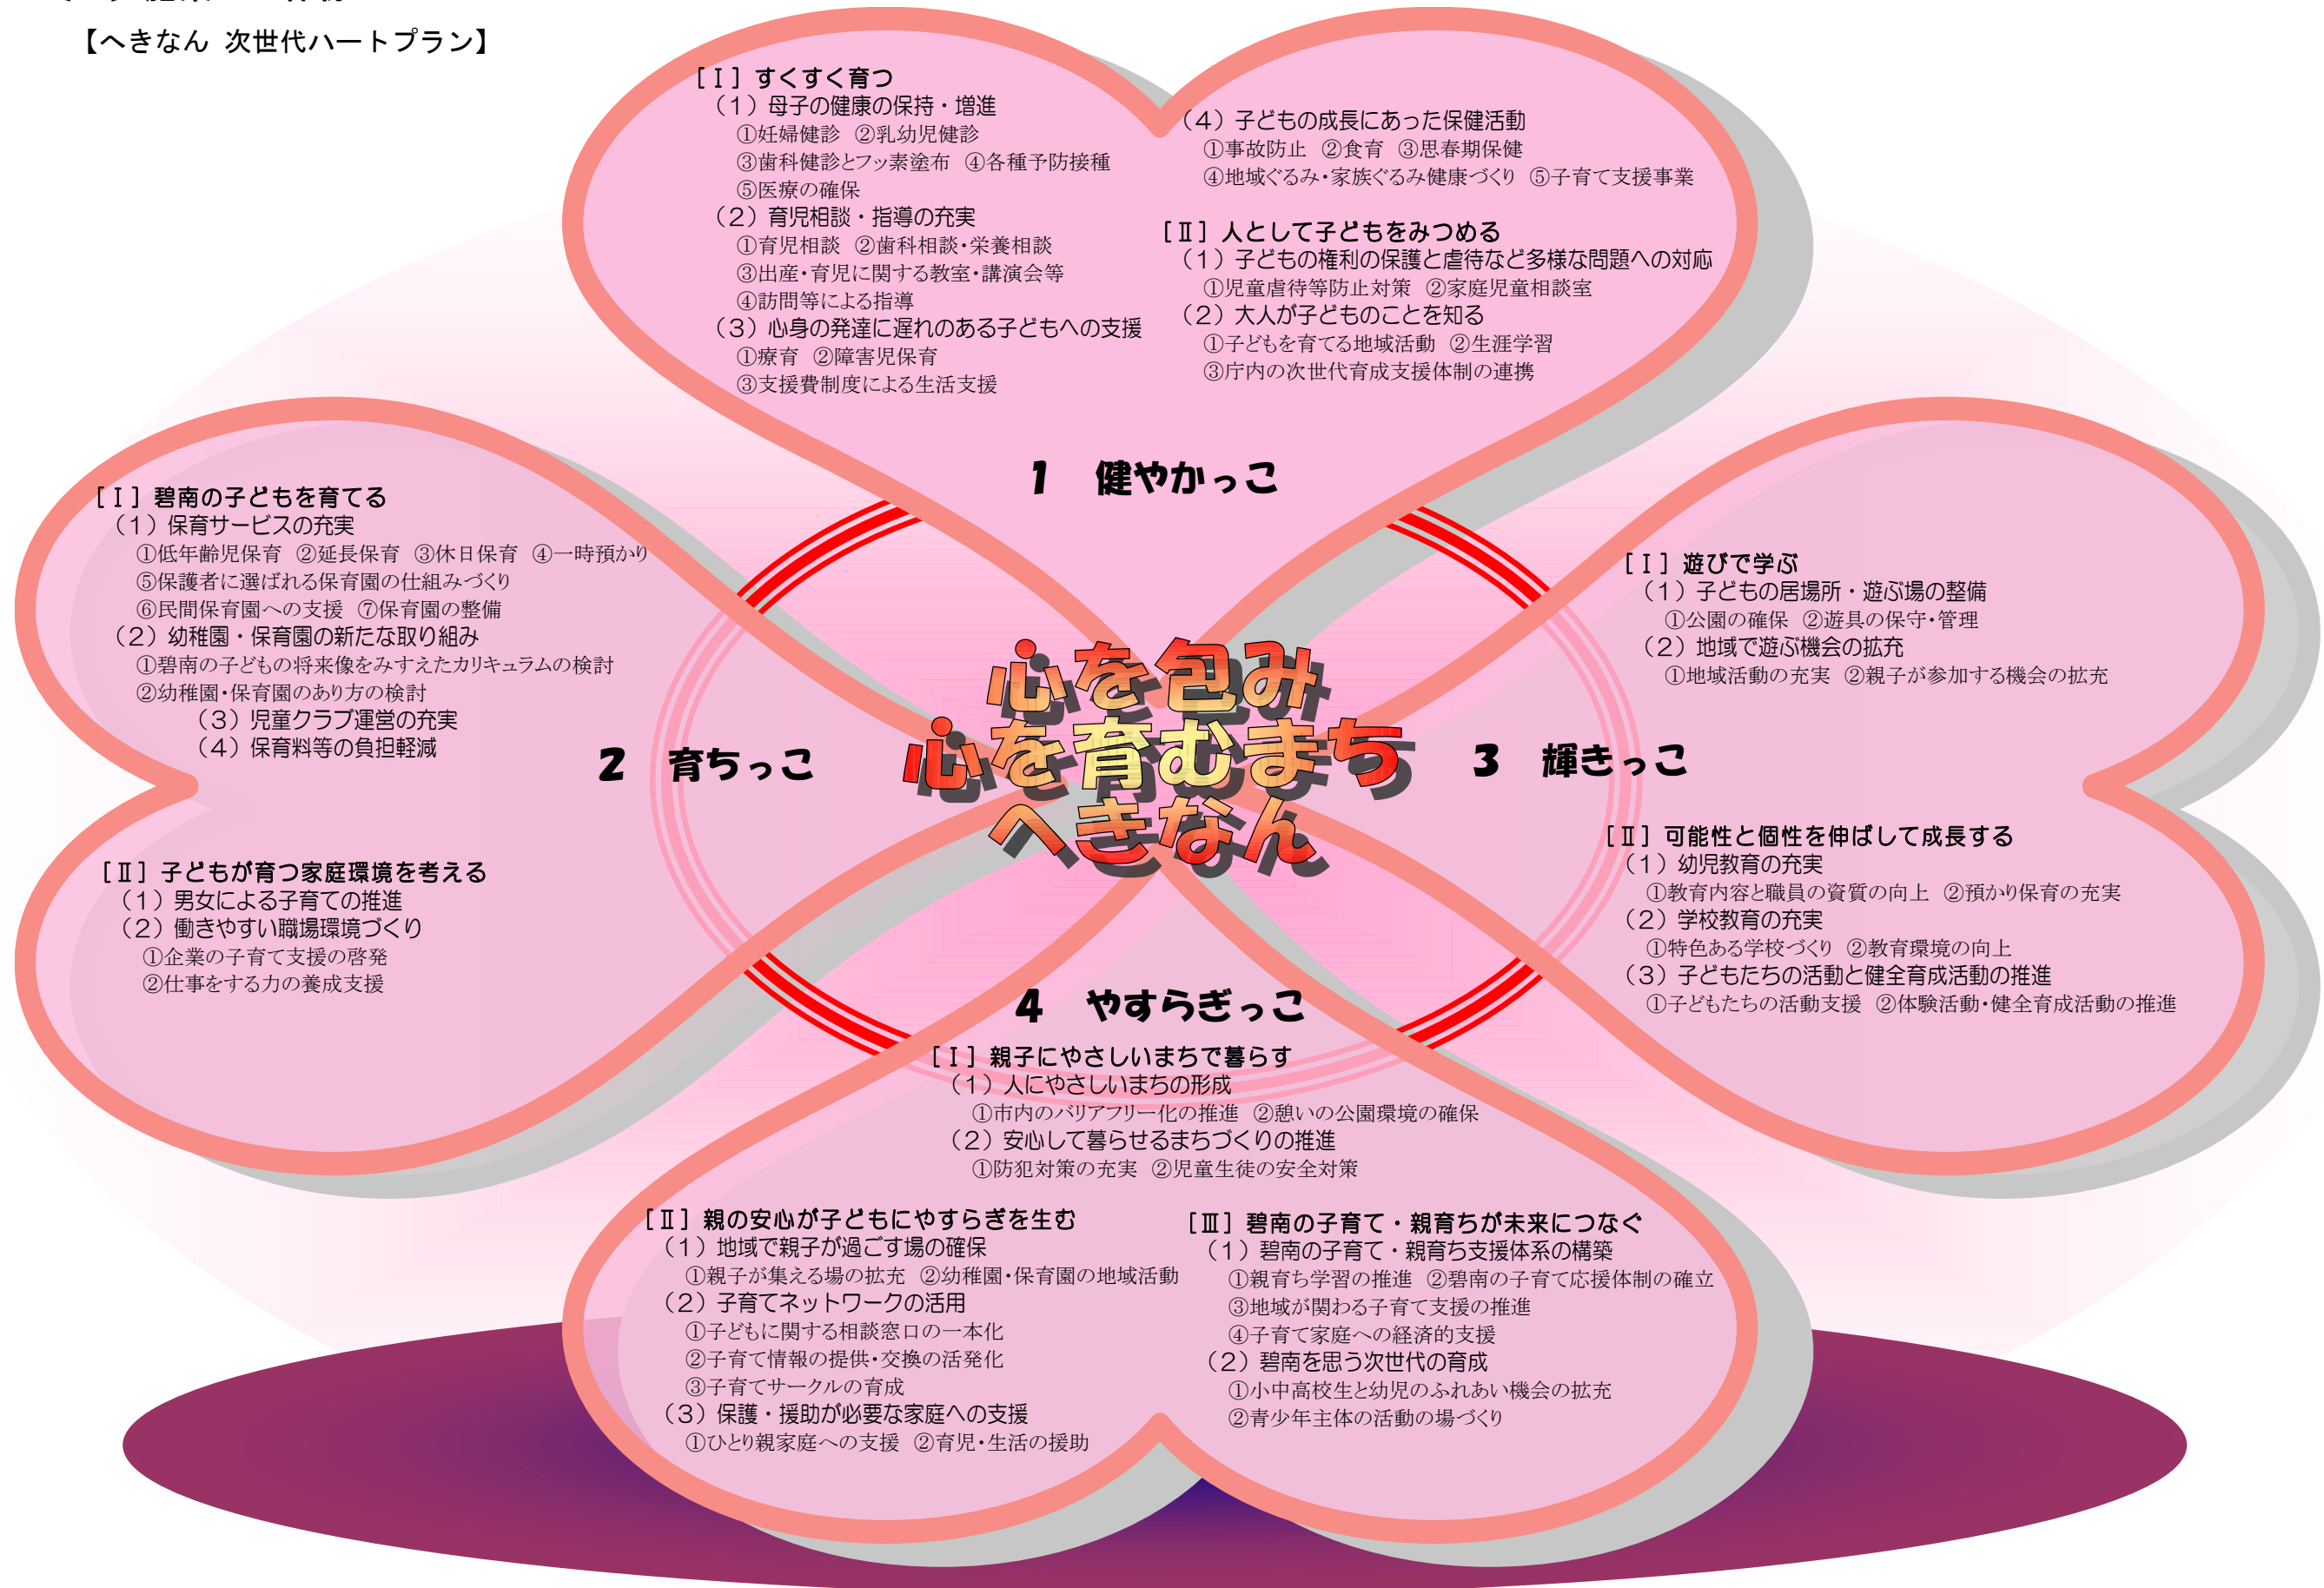 【へきなん 次世代ハートプラン】
［Ⅰ］すくすく育つ
（１）母子の健康の保持・増進
①妊婦健診 ②乳幼児健診
③歯科健診とフッ素塗布 ④各種予防接種
⑤医療の確保
（２）育児相談・指導の充実
①育児相談 ②歯科相談・栄養相談
③出産・育児に関する教室・講演会等
④訪問等による指導
（３）心身の発達に遅れのある子どもへの支援
①療育 ②障害児保育
③支援費制度による生活支援
（４）子どもの成長にあった保健活動
①事故防止 ②食育 ③思春期保健
④地域ぐるみ・家族ぐるみ健康づくり ⑤子育て支援事業
［Ⅱ］人として子どもをみつめる
（１）子どもの権利の保護と虐待など多様な問題への対応
①児童虐待等防止対策 ②家庭児童相談室
（２）大人が子どものことを知る
①子どもを育てる地域活動 ②生涯学習
③庁内の次世代育成支援体制の連携
１ 健やかっこ
［Ⅰ］碧南の子どもを育てる
（１）保育サービスの充実
①低年齢児保育 ②延長保育 ③休日保育 ④一時預かり
⑤保護者に選ばれる保育園の仕組みづくり
⑥民間保育園への支援 ⑦保育園の整備
（２）幼稚園・保育園の新たな取り組み
①碧南の子どもの将来像をみすえたカリキュラムの検討
②幼稚園・保育園のあり方の検討
（３）児童クラブ運営の充実
（４）保育料等の負担軽減
［Ⅱ］子どもが育つ家庭環境を考える
（１）男女による子育ての推進
（２）働きやすい職場環境づくり
①企業の子育て支援の啓発
②仕事をする力の養成支援
２ 育ちっこ
心を包み
心を育むまち
へきなん
３ 輝きっこ
［Ⅰ］遊びで学ぶ
（１）子どもの居場所・遊ぶ場の整備
①公園の確保 ②遊具の保守・管理
（２）地域で遊ぶ機会の拡充
①地域活動の充実 ②親子が参加する機会の拡充
［Ⅱ］可能性と個性を伸ばして成長する
（１）幼児教育の充実
①教育内容と職員の資質の向上 ②預かり保育の充実
（２）学校教育の充実
①特色ある学校づくり ②教育環境の向上
（３）子どもたちの活動と健全育成活動の推進
①子どもたちの活動支援 ②体験活動・健全育成活動の推進
４ やすらぎっこ
［Ⅰ］親子にやさしいまちで暮らす
（１）人にやさしいまちの形成
①市内のバリアフリー化の推進 ②憩いの公園環境の確保
（２）安心して暮らせるまちづくりの推進
①防犯対策の充実 ②児童生徒の安全対策
［Ⅱ］親の安心が子どもにやすらぎを生む
（１）地域で親子が過ごす場の確保
①親子が集える場の拡充 ②幼稚園・保育園の地域活動
（２）子育てネットワークの活用
①子どもに関する相談窓口の一本化
②子育て情報の提供・交換の活発化
③子育てサークルの育成
（３）保護・援助が必要な家庭への支援
①ひとり親家庭への支援 ②育児・生活の援助
［Ⅲ］碧南の子育て・親育ちが未来につなぐ
（１）碧南の子育て・親育ち支援体系の構築
①親育ち学習の推進 ②碧南の子育て応援体制の確立
③地域が関わる子育て支援の推進
④子育て家庭への経済的支援
（２）碧南を思う次世代の育成
①小中高校生と幼児のふれあい機会の拡充
②青少年主体の活動の場づくり